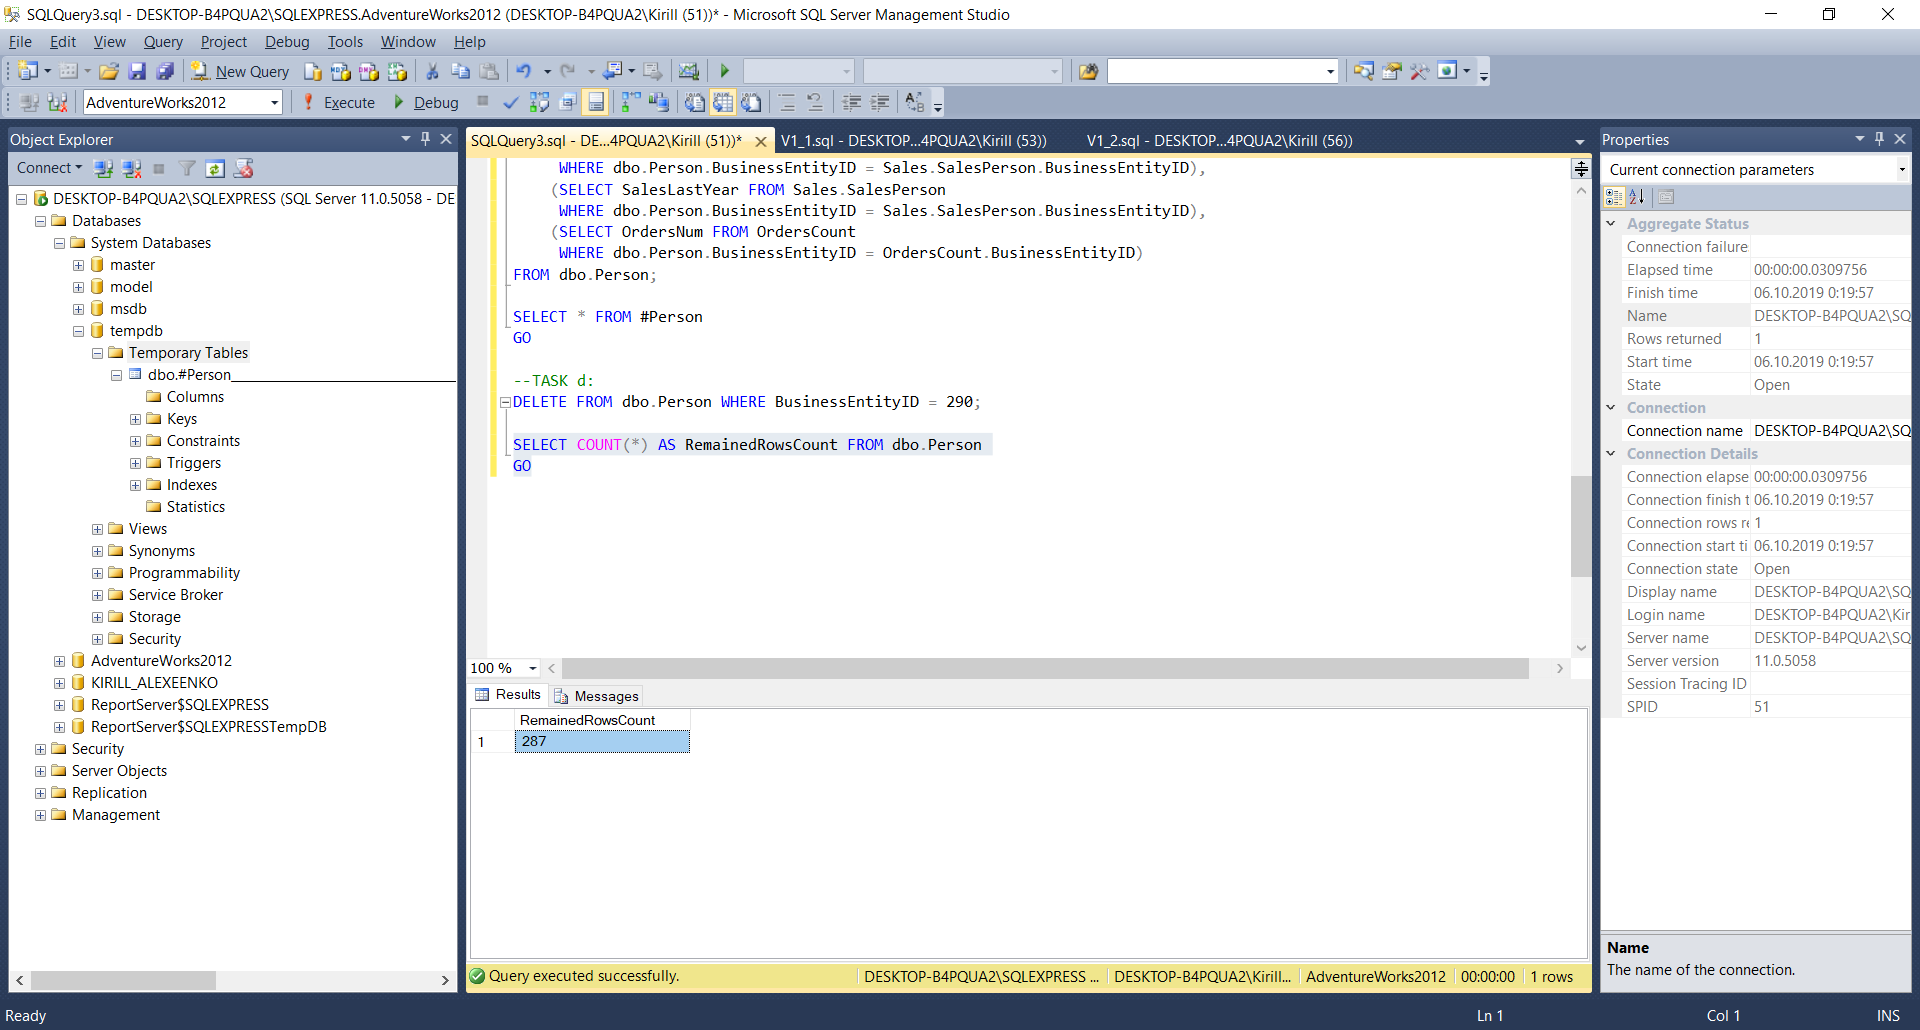 SQLQuery3.sql - DESKTOP-B4PQUA2\SQLEXPRESS.AdventureWorks2012 (DESKTOP-B4PQUA2\Kirill (51))* - Microsoft SQL Server Management Studio
File Edit View Query Project Debug Tools Window Help
New Query
AdventureWorks2012 Execute Debug
Object Explorer
Connect
DESKTOP-B4PQUA2\SQLEXPRESS (SQL Server 11.0.5058 - DE
Databases
System Databases
master
model
msdb
tempdb
Temporary Tables
dbo.#Person
Columns
Keys
Constraints
Triggers
Indexes
Statistics
Views
Synonyms
Programmability
Service Broker
Storage
Security
AdventureWorks2012
KIRILL_ALEXEENKO
ReportServer$SQLEXPRESS
ReportServer$SQLEXPRESSTempDB
Security
Server Objects
Replication
Management
SQLQuery3.sql - DE...4PQUA2\Kirill (51))* V1_1.sql - DESKTOP...4PQUA2\Kirill (53)) V1_2.sql - DESKTOP...4PQUA2\Kirill (56))
WHERE dbo.Person.BusinessEntityID = Sales.SalesPerson.BusinessEntityID),
(SELECT SalesLastYear FROM Sales.SalesPerson
WHERE dbo.Person.BusinessEntityID = Sales.SalesPerson.BusinessEntityID),
(SELECT OrdersNum FROM OrdersCount
WHERE dbo.Person.BusinessEntityID = OrdersCount.BusinessEntityID)
FROM dbo.Person;
SELECT * FROM #Person
GO
--TASK d:
DELETE FROM dbo.Person WHERE BusinessEntityID = 290;
SELECT COUNT(*) AS RemainedRowsCount FROM dbo.Person
GO
100 %
Results Messages
RemainedRowsCount
1 287
Query executed successfully. DESKTOP-B4PQUA2\SQLEXPRESS ... DESKTOP-B4PQUA2\Kirill... AdventureWorks2012 00:00:00 1 rows
Properties
Current connection parameters
Aggregate Status
Connection failure
Elapsed time 00:00:00.0309756
Finish time 06.10.2019 0:19:57
Name DESKTOP-B4PQUA2\SQ
Rows returned 1
Start time 06.10.2019 0:19:57
State Open
Connection
Connection name DESKTOP-B4PQUA2\SQ
Connection Details
Connection elapse 00:00:00.0309756
Connection finish t 06.10.2019 0:19:57
Connection rows re 1
Connection start ti 06.10.2019 0:19:57
Connection state Open
Display name DESKTOP-B4PQUA2\SQ
Login name DESKTOP-B4PQUA2\Kir
Server name DESKTOP-B4PQUA2\SQ
Server version 11.0.5058
Session Tracing ID
SPID 51
Name
The name of the connection.
Ready Ln 1 Col 1 INS